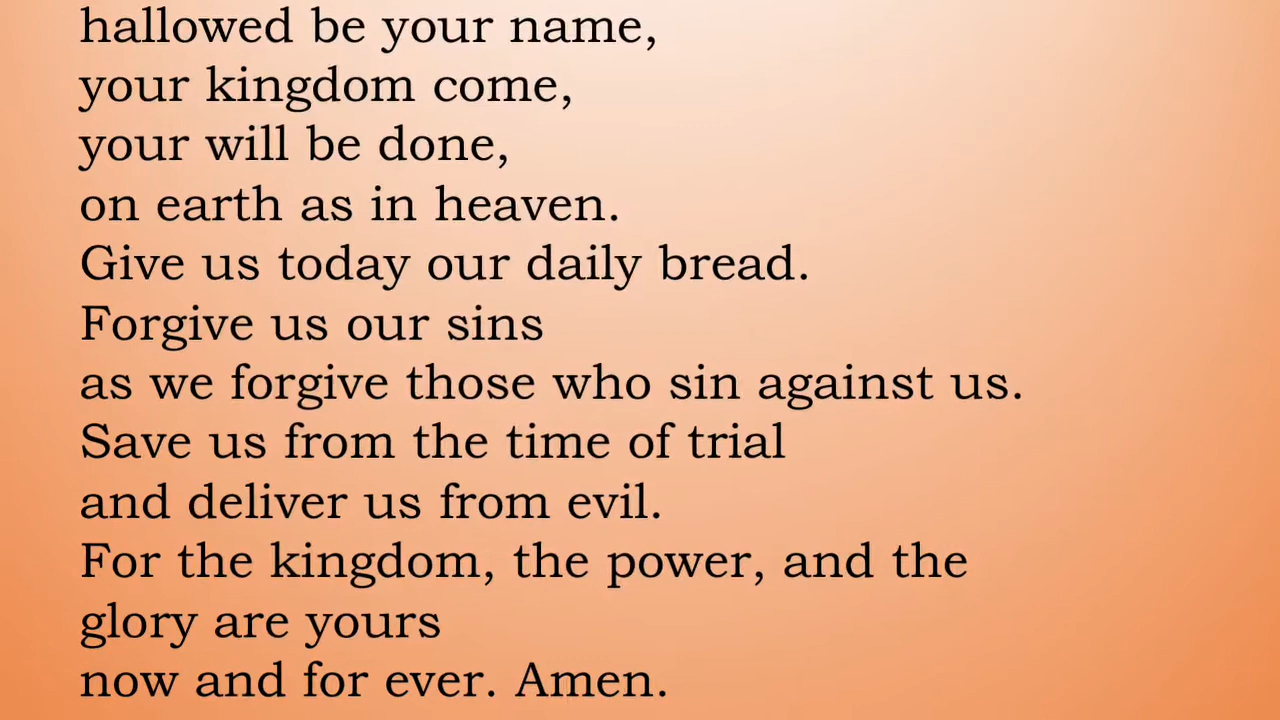 hallowed be your name,
your kingdom come,
your will be done,
on earth as in heaven.
Give us today our daily bread.
Forgive us our sins
as we forgive those who sin against us.
Save us from the time of trial
and deliver us from evil.
For the kingdom, the power, and the
glory are yours
now and for ever. Amen.